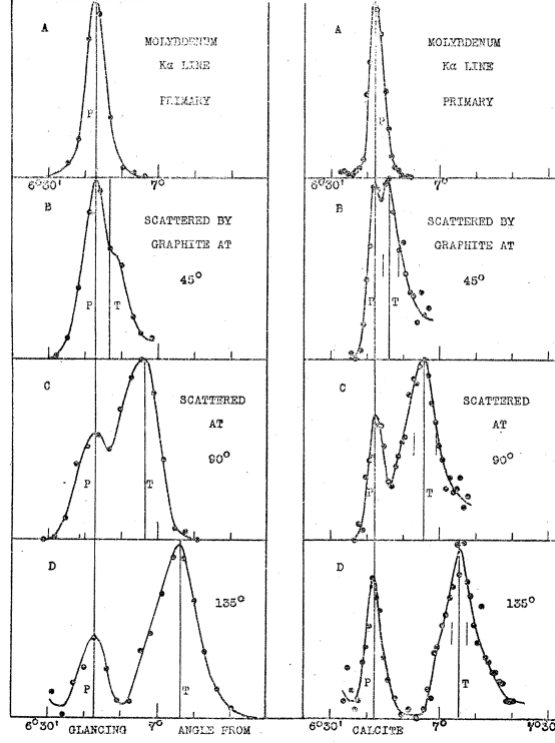 A
MOLYBDENUM
Kα LINE
PRIMARY
P
6°30' 7°
B
SCATTERED BY
GRAPHITE AT
45°
P T
C
SCATTERED
AT
90°
P T
D
135°
P T
6°30' 7°
GLANCING ANGLE FROM
A
MOLYBDENUM
Kα LINE
PRIMARY
P
6°30' 7°
B
SCATTERED BY
GRAPHITE AT
45°
P T
C
SCATTERED
AT
90°
P T
D
135°
P T
6°30' 7° 7°30'
CALCITE